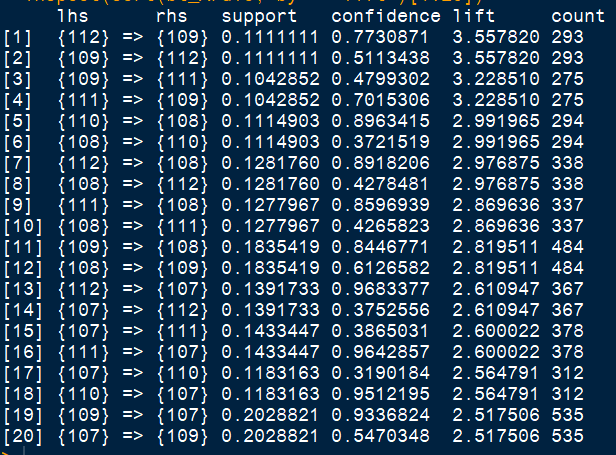 lhs rhs support confidence lift count
[1] {112} => {109} 0.1111111 0.7730871 3.557820 293
[2] {109} => {112} 0.1111111 0.5113438 3.557820 293
[3] {109} => {111} 0.1042852 0.4799302 3.228510 275
[4] {111} => {109} 0.1042852 0.7015306 3.228510 275
[5] {110} => {108} 0.1114903 0.8963415 2.991965 294
[6] {108} => {110} 0.1114903 0.3721519 2.991965 294
[7] {112} => {108} 0.1281760 0.8918206 2.976875 338
[8] {108} => {112} 0.1281760 0.4278481 2.976875 338
[9] {111} => {108} 0.1277967 0.8596939 2.869636 337
[10] {108} => {111} 0.1277967 0.4265823 2.869636 337
[11] {109} => {108} 0.1835419 0.8446771 2.819511 484
[12] {108} => {109} 0.1835419 0.6126582 2.819511 484
[13] {112} => {107} 0.1391733 0.9683377 2.610947 367
[14] {107} => {112} 0.1391733 0.3752556 2.610947 367
[15] {107} => {111} 0.1433447 0.3865031 2.600022 378
[16] {111} => {107} 0.1433447 0.9642857 2.600022 378
[17] {107} => {110} 0.1183163 0.3190184 2.564791 312
[18] {110} => {107} 0.1183163 0.9512195 2.564791 312
[19] {109} => {107} 0.2028821 0.9336824 2.517506 535
[20] {107} => {109} 0.2028821 0.5470348 2.517506 535